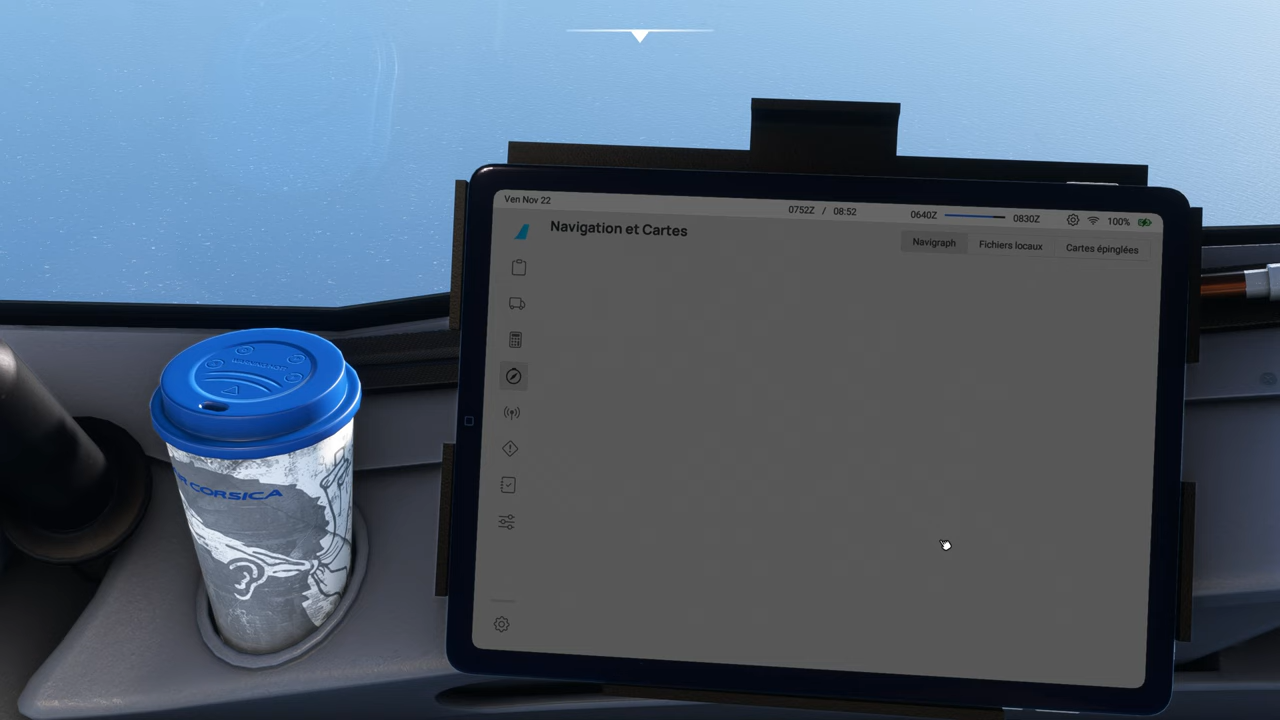 Ven Nov 22
0752Z / 08:52
0640Z
0830Z
100%
Navigation et Cartes
Navigraph
Fichiers locaux
Cartes épinglées
CORSICA